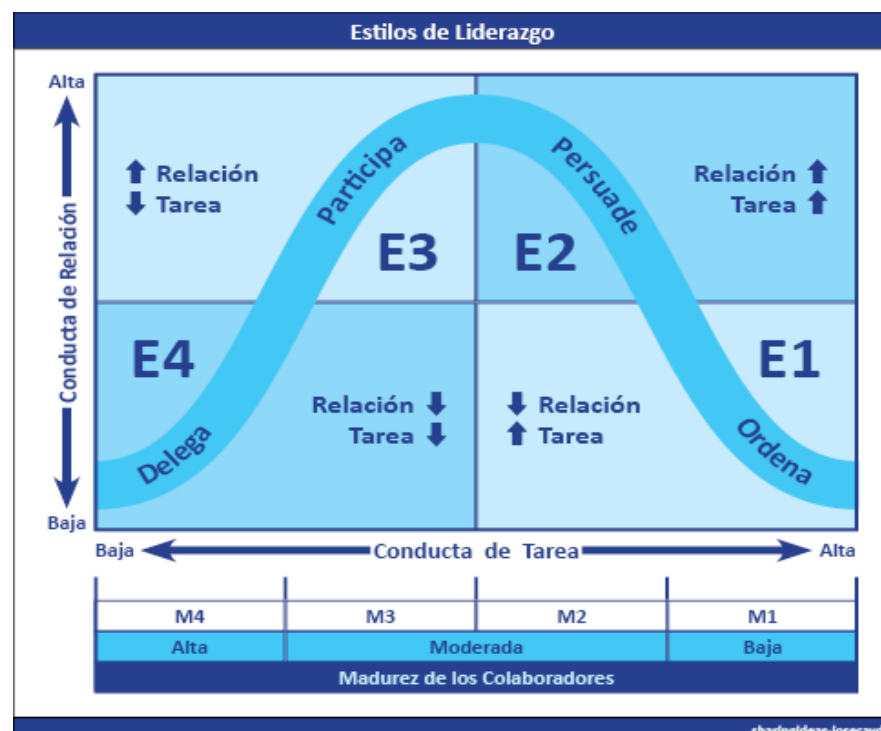 Estilos de Liderazgo
Alta
Conducta de Relación
Baja
Relación
Tarea
Participa
E3
Persuade
E2
Relación
Tarea
E4
Delega
Relación
Tarea
Relación
Tarea
E1
Ordena
Baja
Conducta de Tarea
Alta
M4 M3 M2 M1
Alta Moderada Baja
Madurez de los Colaboradores